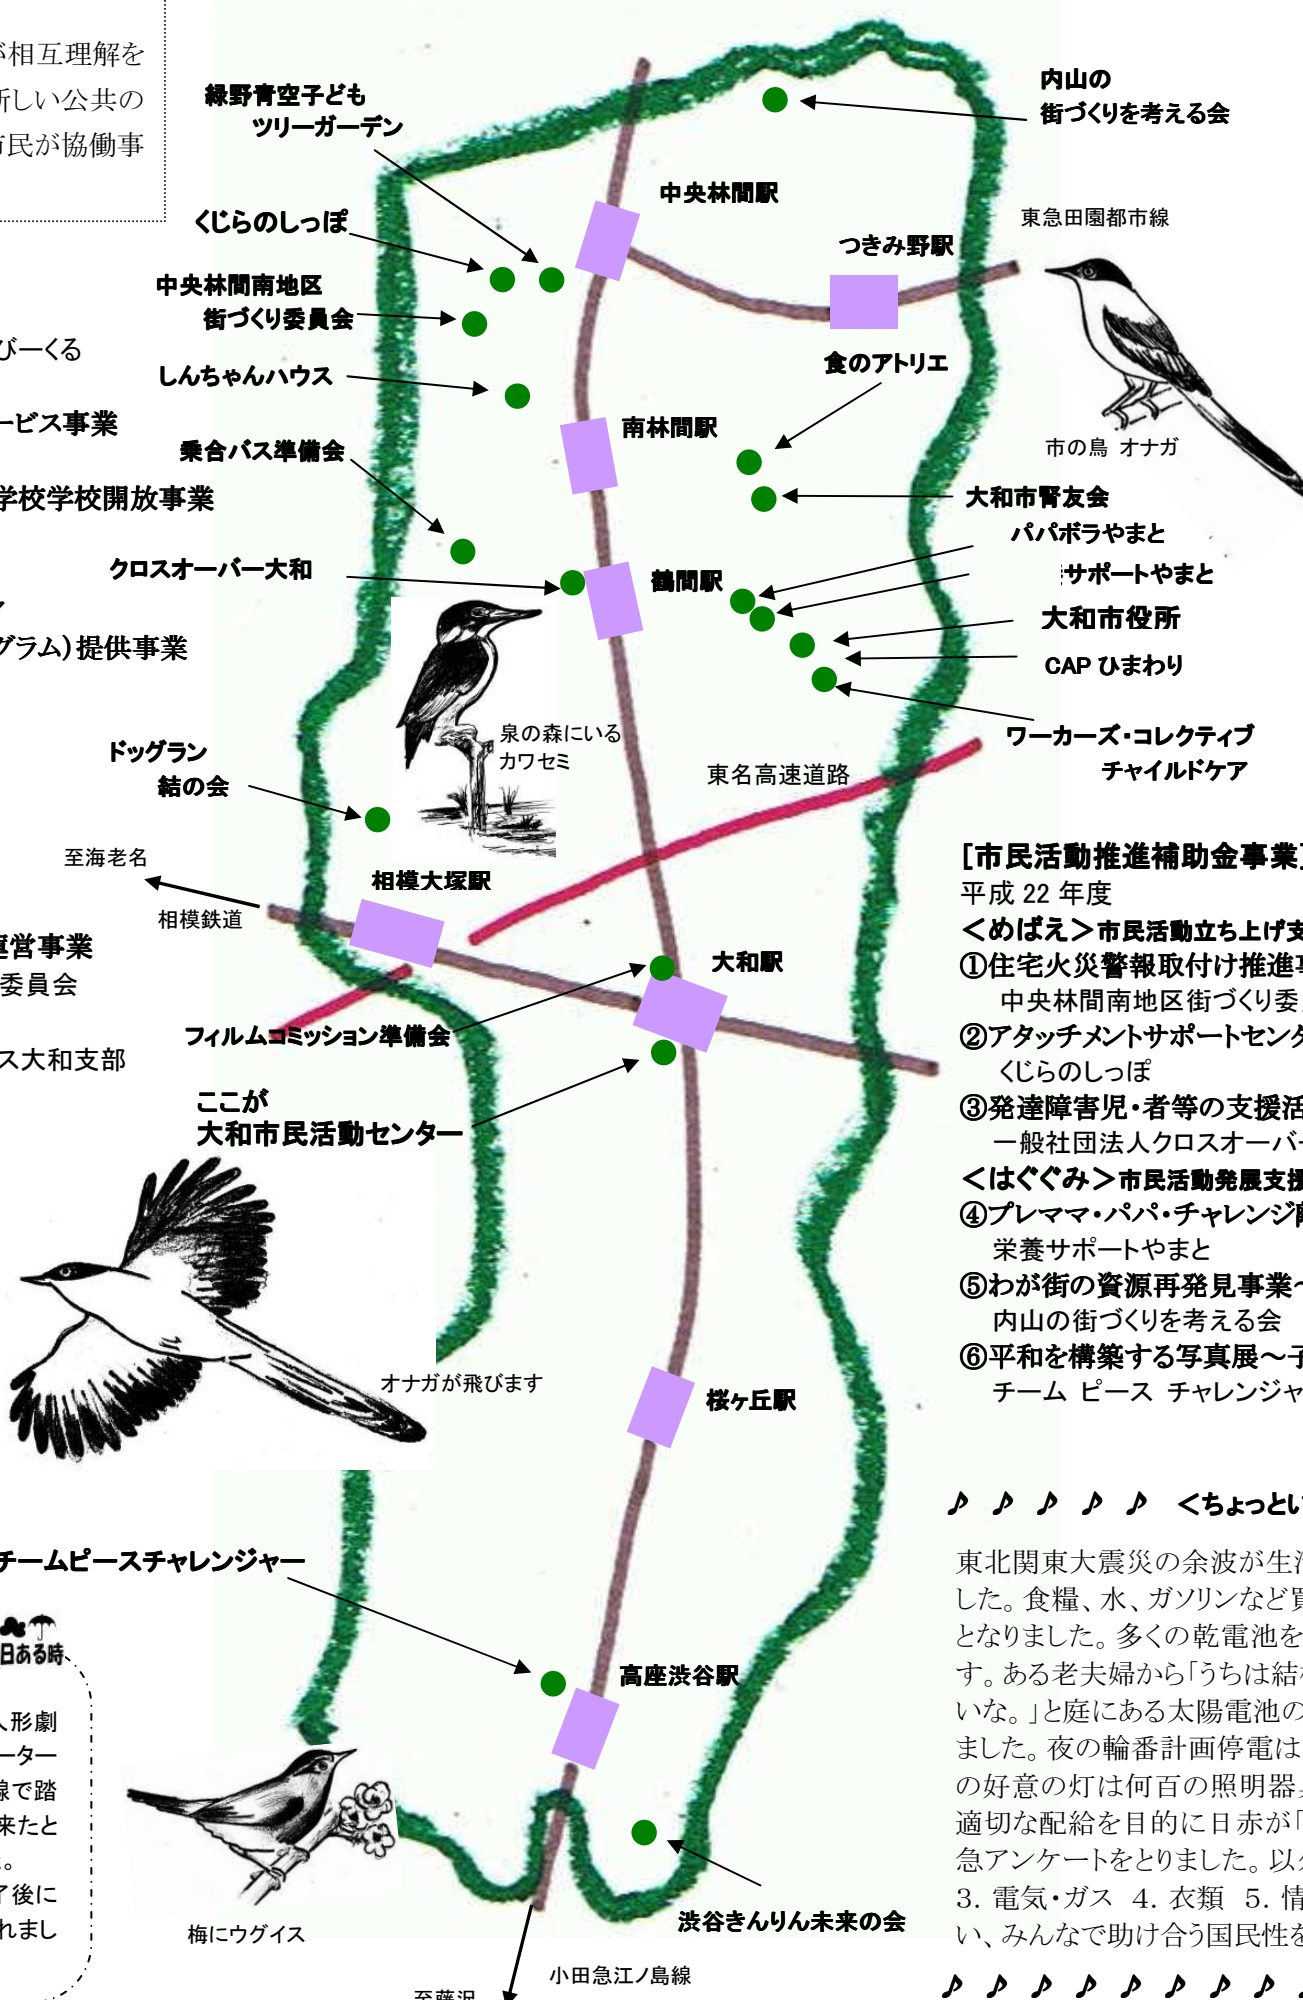 が相互理解を
新しい公共の
市民が協働事
びーくる
ービス事業
学校学校開放事業
グラム）提供事業
運営事業
委員会
ス大和支部
緑野青空子ども
ツリーガーデン
くじらのしっぽ
中央林間南地区
街づくり委員会
しんちゃんハウス
乗合バス準備会
クロスオーバー大和
ドッグラン
結の会
至海老名
相模鉄道
相模大塚駅
フィルムコミッション準備会
ここが
大和市民活動センター
中央林間駅
つきみ野駅
東急田園都市線
内山の
街づくりを考える会
食のアトリエ
市の鳥 オナガ
南林間駅
大和市腎友会
パパボラやまと
サポートやまと
鶴間駅
大和市役所
CAP ひまわり
ワーカーズ・コレクティブ
チャイルドケア
泉の森にいる
カワセミ
東名高速道路
大和駅
オナガが飛びます
桜ヶ丘駅
チームピースチャレンジャー
高座渋谷駅
渋谷きんりん未来の会
梅にウグイス
小田急江ノ島線
至藤沢
日ある時
人形劇
ーター
線で踏
来たと
。
了後に
れまし
[市民活動推進補助金事業]
平成 22 年度
＜めばえ＞市民活動立ち上げ支
①住宅火災警報取付け推進事
中央林間南地区街づくり委
②アタッチメントサポートセンタ
くじらのしっぽ
③発達障害児・者等の支援活
一般社団法人クロスオーバー
＜はぐくみ＞市民活動発展支援
④プレママ・パパ・チャレンジ
栄養サポートやまと
⑤わが街の資源再発見事業～
内山の街づくりを考える会
⑥平和を構築する写真展～子
チーム ピース チャレンジャ
♪ ♪ ♪ ♪ ♪ ＜ちょっとい
東北関東大震災の余波が生活
した。食糧、水、ガソリンなど買
となりました。多くの乾電池を
す。ある老夫婦から「うちは結構
いな。」と庭にある太陽電池の
ました。夜の輪番計画停電は
の好意の灯は何百の照明器具
適切な配給を目的に日赤が「
急アンケートをとりました。以
3. 電気・ガス 4. 衣類 5. 情
い、みんなで助け合う国民性を
♪ ♪ ♪ ♪ ♪ ♪ ♪ ♪ ♪